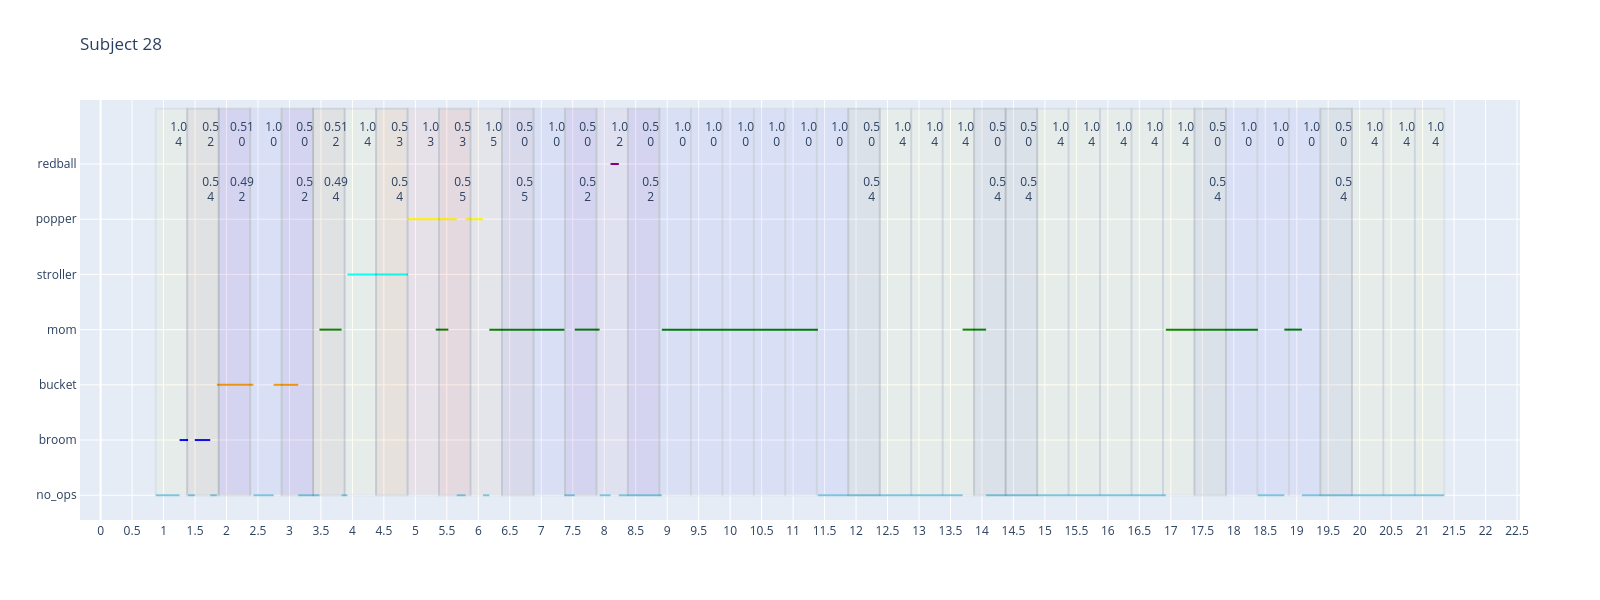 Subject 28
1.0 0.5 0.51 1.0 0.5 0.51 1.0 0.5 1.0 0.5 1.0 0.5 1.0 0.5 1.0 0.5 1.0 1.0 1.0 1.0 1.0 1.0 0.5 1.0 1.0 1.0 0.5 0.5 1.0 1.0 1.0 1.0 1.0 0.5 1.0 1.0 1.0 0.5 1.0 1.0 1.0
4 2 0 0 0 2 4 3 3 3 5 0 0 0 2 0 0 0 0 0 0 0 0 4 4 4 0 0 4 4 4 4 4 0 0 0 0 0 4 4 4
redball
0.5 0.49 0.5 0.49 0.5 0.5 0.5 0.5 0.5 0.5 0.5 0.5 0.5 0.5
4 2 2 4 4 5 5 2 2 4 4 4 4 4
popper
stroller
mom
bucket
broom
no_ops
0 0.5 1 1.5 2 2.5 3 3.5 4 4.5 5 5.5 6 6.5 7 7.5 8 8.5 9 9.5 10 10.5 11 11.5 12 12.5 13 13.5 14 14.5 15 15.5 16 16.5 17 17.5 18 18.5 19 19.5 20 20.5 21 21.5 22 22.5